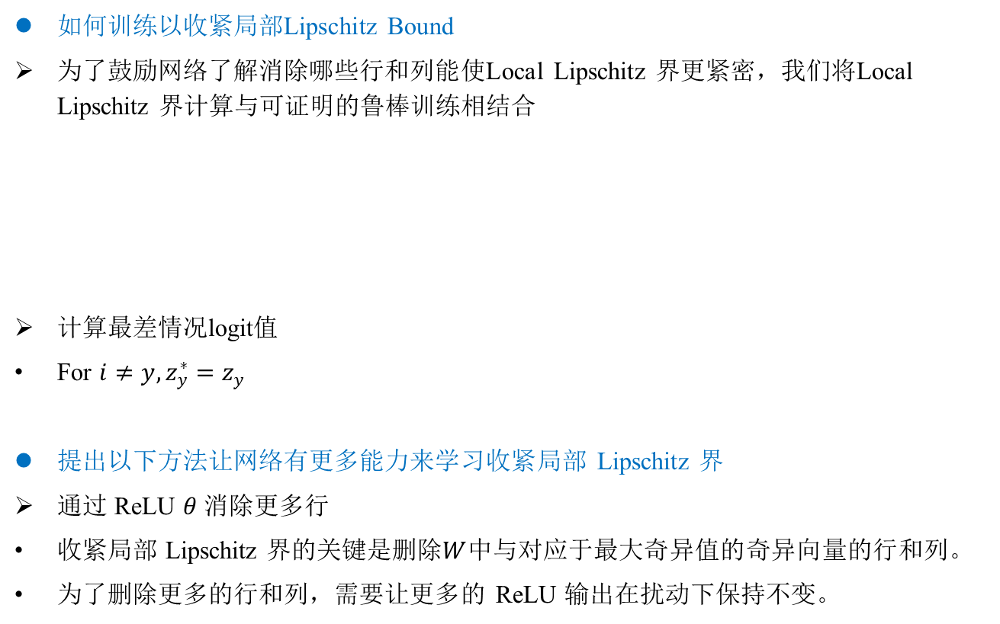 ● 如何训练以收紧局部Lipschitz Bound
➢ 为了鼓励网络了解消除哪些行和列能使Local Lipschitz 界更紧密，我们将Local
Lipschitz 界计算与可证明的鲁棒训练相结合
➢ 计算最差情况logit值
• For $i \neq y, z_y^* = z_y$
● 提出以下方法让网络有更多能力来学习收紧局部 Lipschitz 界
➢ 通过 ReLU θ 消除更多行
• 收紧局部 Lipschitz 界的关键是删除W中与对应于最大奇异值的奇异向量的行和列。
• 为了删除更多的行和列，需要让更多的 ReLU 输出在扰动下保持不变。